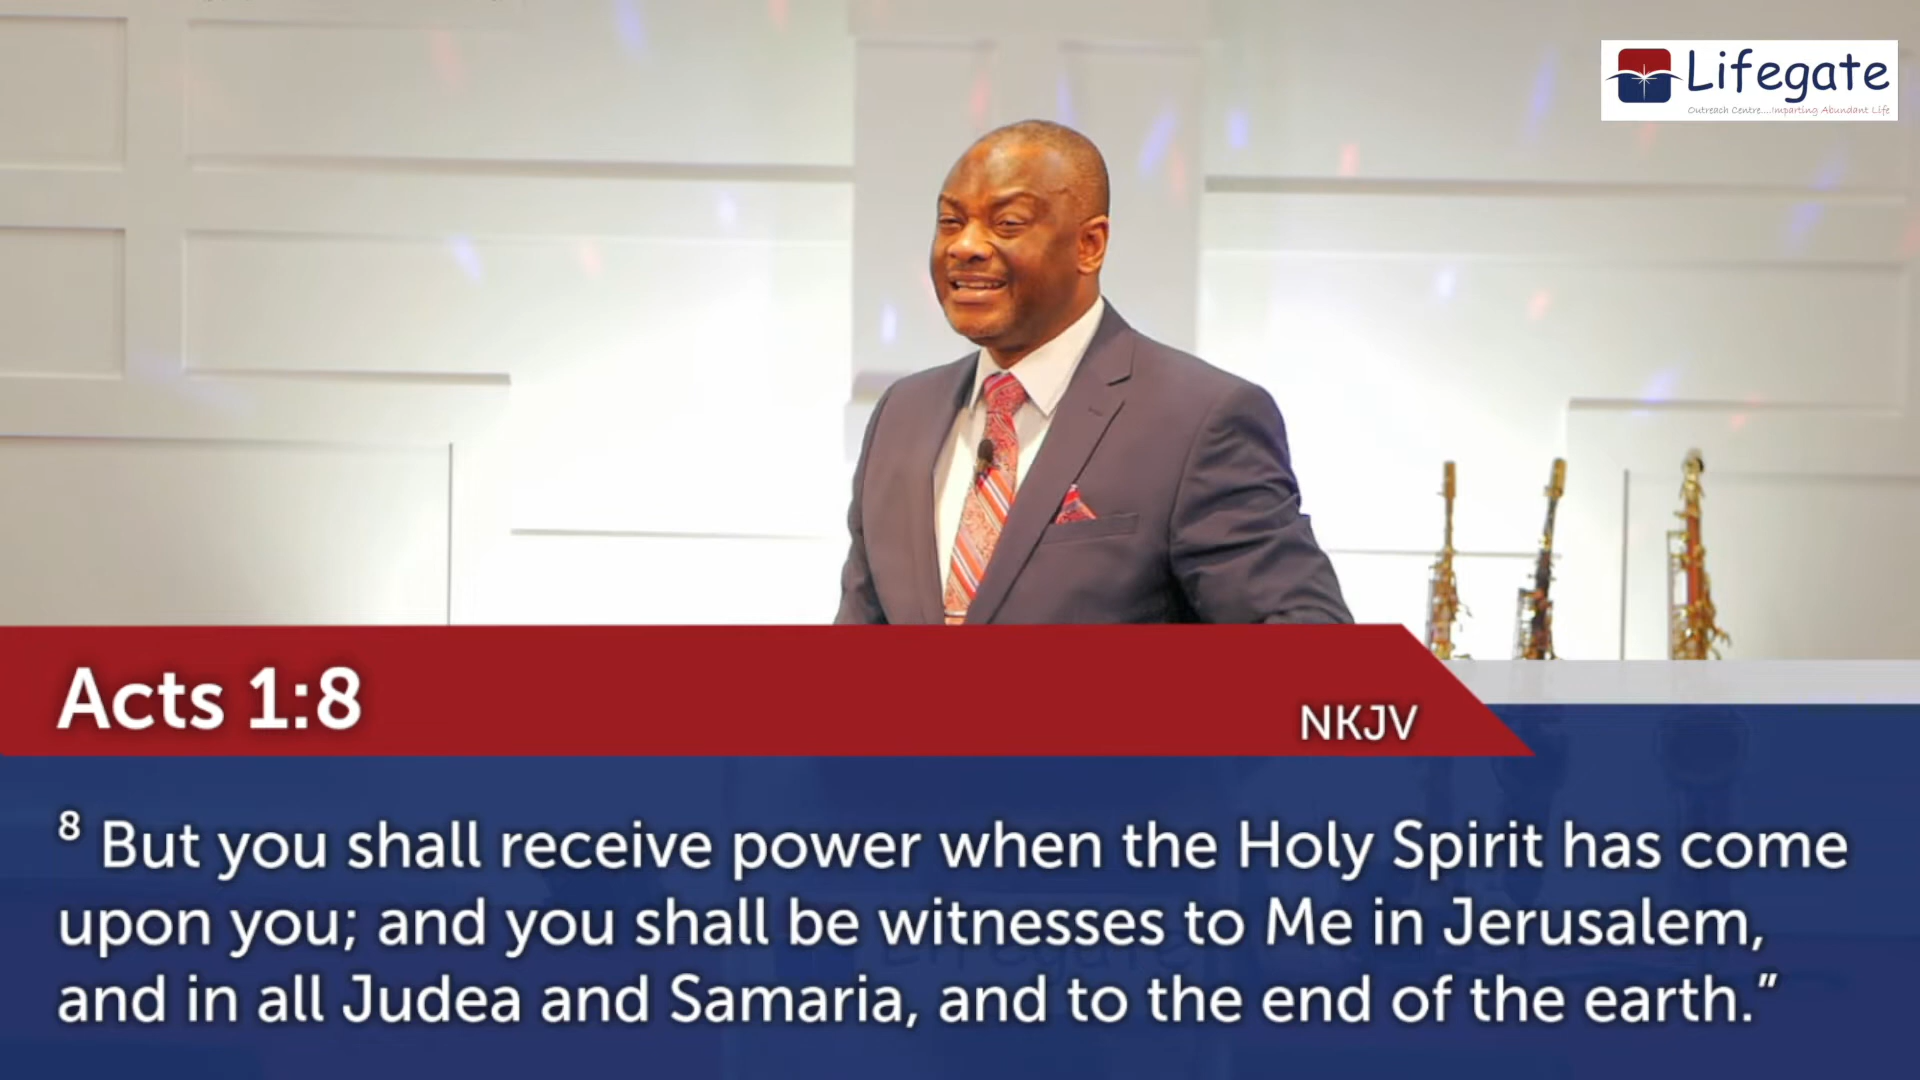 Lifegate
Outreach Centre....Imparting Abundant Life
Acts 1:8
NKJV
8 But you shall receive power when the Holy Spirit has come
upon you; and you shall be witnesses to Me in Jerusalem,
and in all Judea and Samaria, and to the end of the earth.”